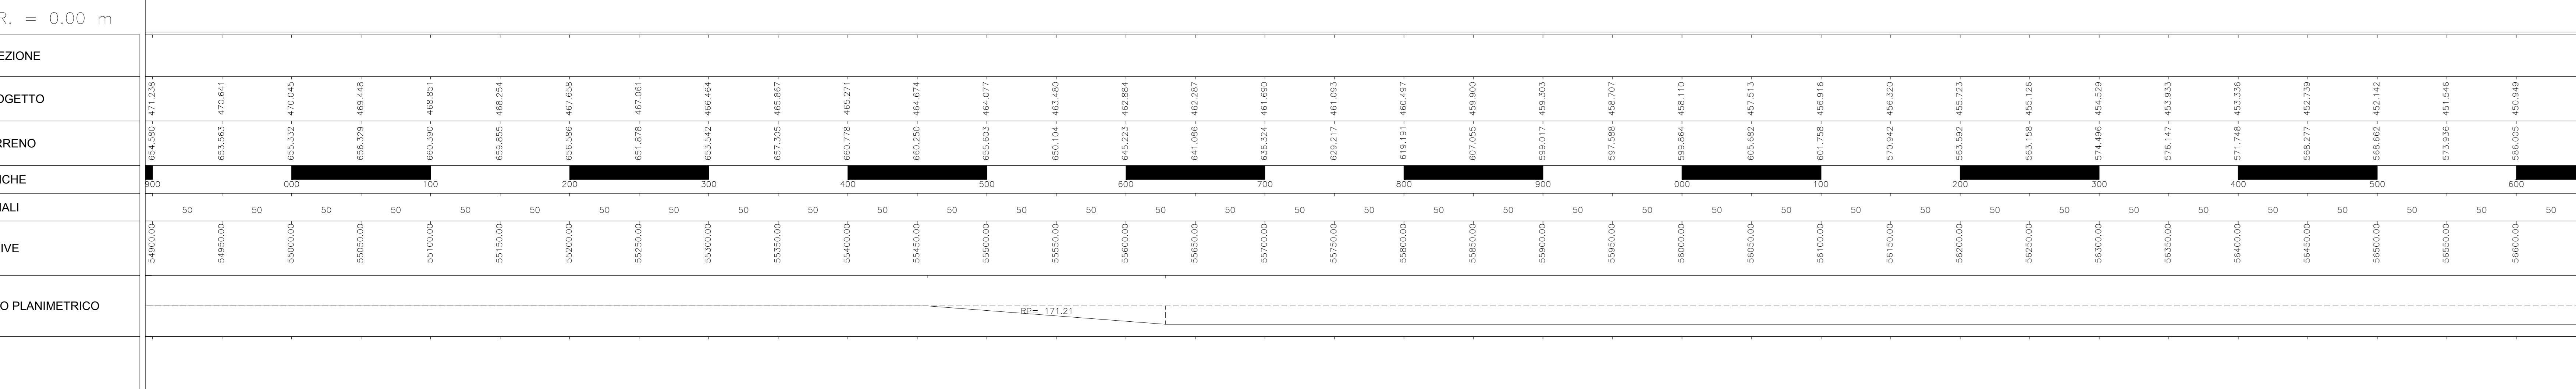 R. = 0.00 m
EZIONE
OGETTO 471.238 470.641 470.045 469.448 468.851 468.254 467.658 467.061 466.464 465.867 465.271 464.674 464.077 463.480 462.884 462.287 461.690 461.093 460.497 459.900 459.303 458.707 458.110 457.513 456.916 456.320 455.723 455.126 454.529 453.933 453.336 452.739 452.142 451.546 450.949
RRENO 654.580 653.563 655.332 656.329 660.390 659.855 656.586 651.878 653.542 657.305 660.778 660.250 655.603 650.104 645.223 641.086 636.324 629.217 619.191 607.055 599.017 597.588 599.864 605.682 601.758 570.942 563.592 563.158 574.496 576.147 571.748 568.277 568.662 573.936 586.005
ICHE 900 000 100 200 300 400 500 600 700 800 900 000 100 200 300 400 500 600
IALI 50 50 50 50 50 50 50 50 50 50 50 50 50 50 50 50 50 50 50 50 50 50 50 50 50 50 50 50 50 50 50 50 50 50 50
IVE 54900.00 54950.00 55000.00 55050.00 55100.00 55150.00 55200.00 55250.00 55300.00 55350.00 55400.00 55450.00 55500.00 55550.00 55600.00 55650.00 55700.00 55750.00 55800.00 55850.00 55900.00 55950.00 56000.00 56050.00 56100.00 56150.00 56200.00 56250.00 56300.00 56350.00 56400.00 56450.00 56500.00 56550.00 56600.00
O PLANIMETRICO RP= 171.21